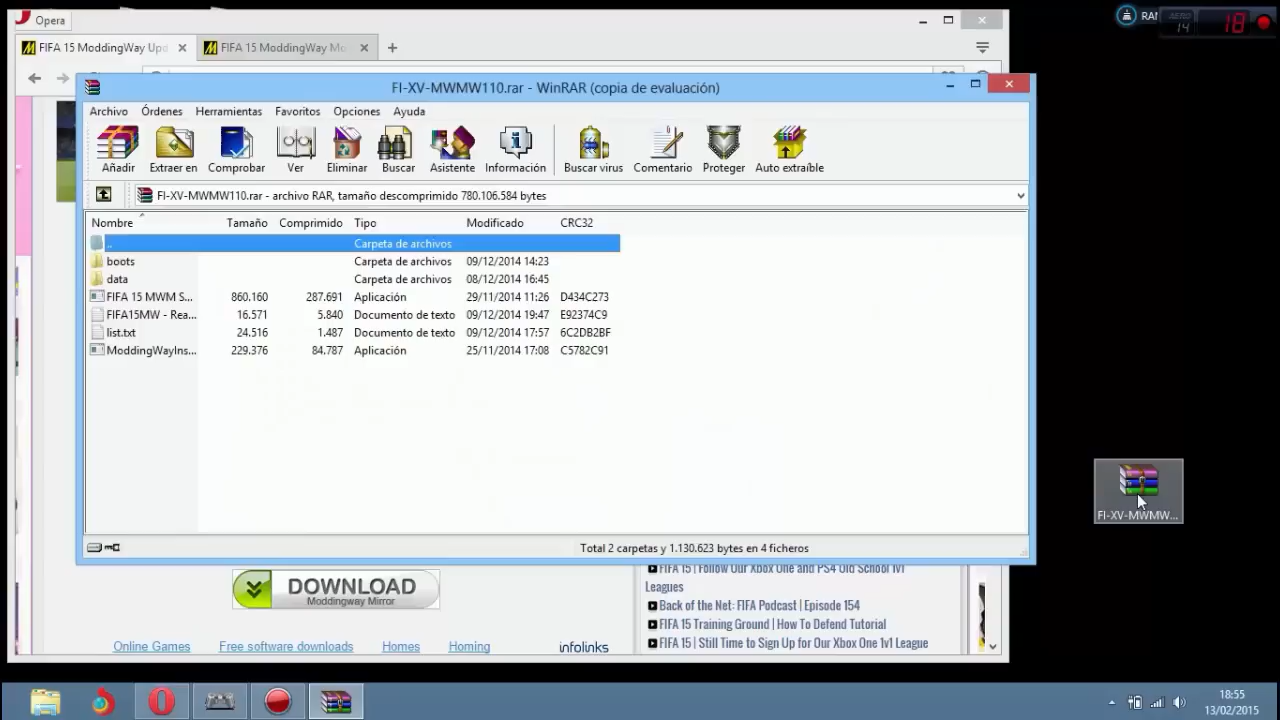 Opera
RAM
AERO
14
18
FIFA 15 ModdingWay Upd
FIFA 15 ModdingWay Mo
FI-XV-MWMW110.rar - WinRAR (copia de evaluación)
Archivo Órdenes Herramientas Favoritos Opciones Ayuda
Añadir Extraer en Comprobar Ver Eliminar Buscar Asistente Información Buscar virus Comentario Proteger Auto extraíble
FI-XV-MWMW110.rar - archivo RAR, tamaño descomprimido 780.106.584 bytes
Nombre Tamaño Comprimido Tipo Modificado CRC32
.. Carpeta de archivos
boots Carpeta de archivos 09/12/2014 14:23
data Carpeta de archivos 08/12/2014 16:45
FIFA 15 MWM S... 860.160 287.691 Aplicación 29/11/2014 11:26 D434C273
FIFA15MW - Rea... 16.571 5.840 Documento de texto 09/12/2014 19:47 E92374C9
list.txt 24.516 1.487 Documento de texto 09/12/2014 17:57 6C2DB2BF
ModdingWayIns... 229.376 84.787 Aplicación 25/11/2014 17:08 C5782C91
FI-XV-MWMW...
Total 2 carpetas y 1.130.623 bytes en 4 ficheros
DOWNLOAD
Moddingway Mirror
FIFA 15 | Follow Our Xbox One and PS4 Old School 1v1
Leagues
Back of the Net: FIFA Podcast | Episode 154
FIFA 15 Training Ground | How To Defend Tutorial
FIFA 15 | Still Time to Sign Up for Our Xbox One 1v1 League
Online Games Free software downloads Homes Homing infolinks
18:55
13/02/2015